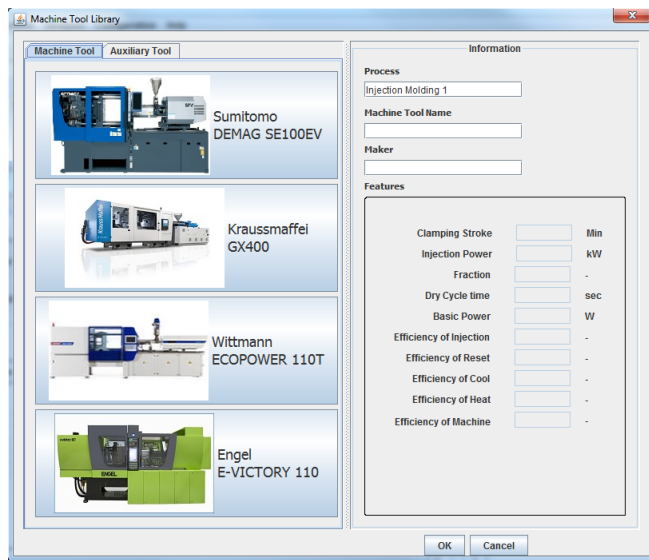 Machine Tool Library
Machine Tool
Auxiliary Tool
Sumitomo
DEMAG SE100EV
Kraussmaffei
GX400
Wittmann
ECOPOWER 110T
ENGEL
Engel
E-VICTORY 110
Information
Process
Injection Molding 1
Machine Tool Name
Maker
Features
Clamping Stroke Min
Injection Power kW
Fraction -
Dry Cycle time sec
Basic Power W
Efficiency of Injection -
Efficiency of Reset -
Efficiency of Cool -
Efficiency of Heat -
Efficiency of Machine -
OK
Cancel